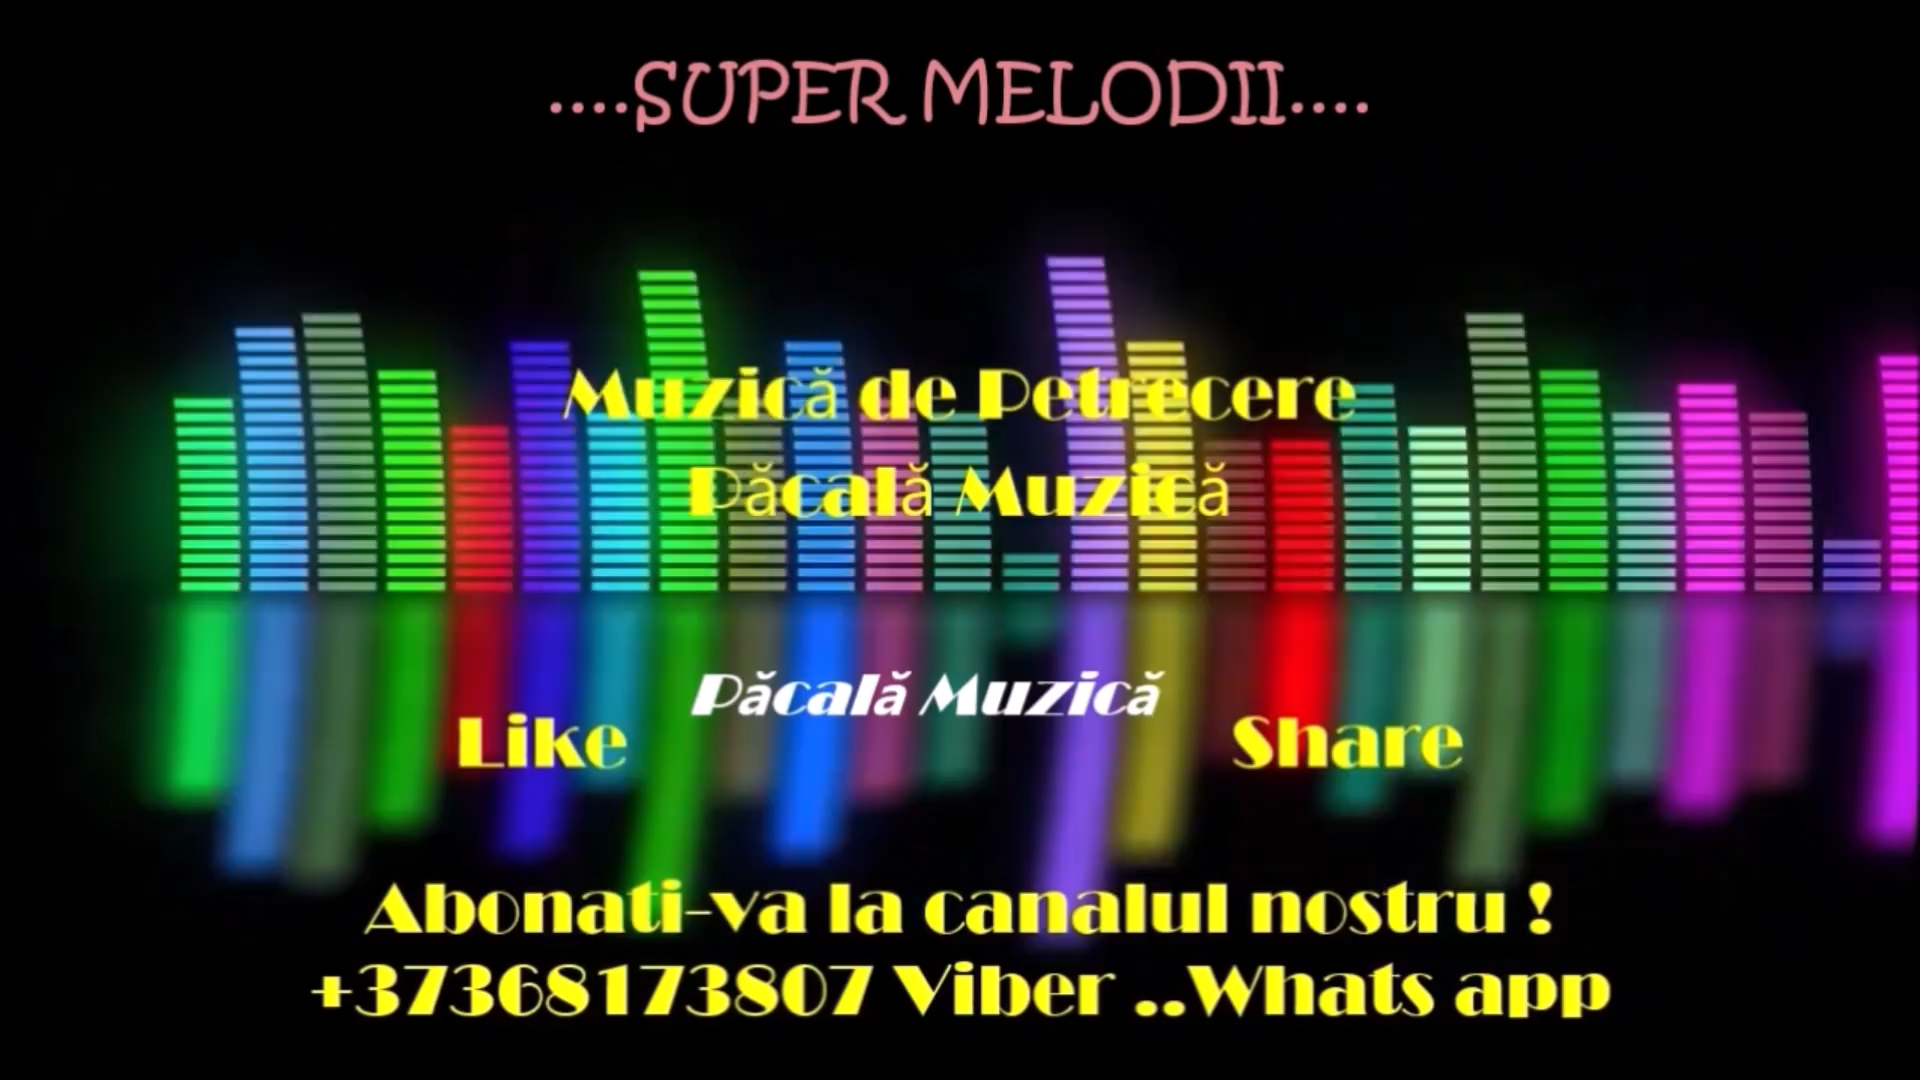 ....SUPER MELODII....
Muzică de Petrecere
Păcală Muzică
Păcală Muzică
Like
Share
Abonati-va la canalul nostru !
+37368173807 Viber ..Whats app